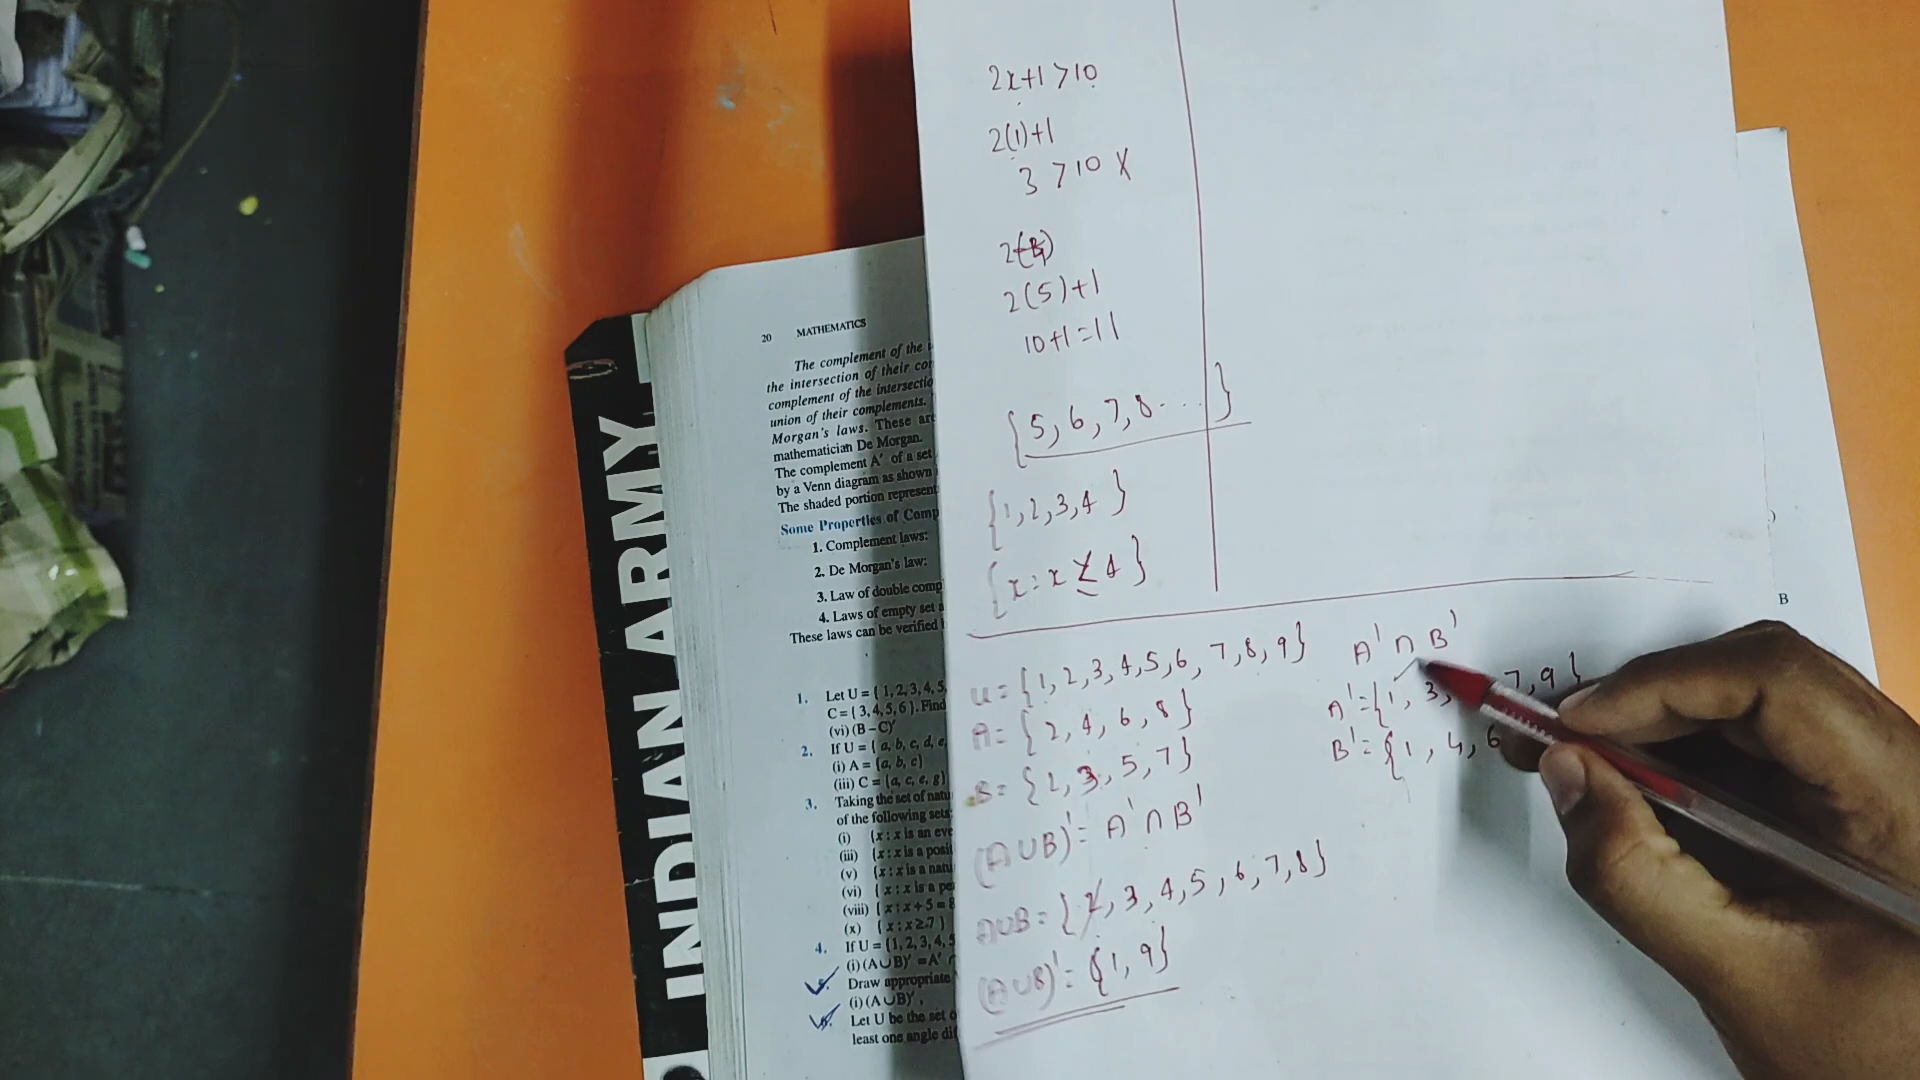 2x+1>10
2(1)+1
3 >10 X
2(5)+1
10+1=11
{5, 6, 7, 8 . . . }
{1, 2, 3, 4 }
{x : x ≤ 4 }
U = {1, 2, 3, 4, 5, 6, 7, 8, 9}
A = { 2, 4, 6, 8 }
B = { 2, 3, 5, 7 }
(A∪B)' = A' ∩ B'
A∪B = { 2, 3, 4, 5, 6, 7, 8 }
(A∪B)' = {1, 9}
A' ∩ B'
A' = {1, 3, 7, 9 }
B' = {1, 4, 6
B
INDIAN ARMY
20 MATHEMATICS
The complement of the
the intersection of their
complement of the intersectio
union of their complements.
Morgan's laws. These are
mathematician De Morgan.
The complement A′ of a set
by a Venn diagram as shown
The shaded portion represent
Some Properties of Comp
1. Complement laws:
2. De Morgan's law:
3. Law of double comp
4. Laws of empty set a
These laws can be verified
1. Let U = { 1, 2, 3, 4, 5,
C = { 3, 4, 5, 6 }. Find
(vi) (B – C)′
2. If U = { a, b, c, d, e,
(i) A = {a, b, c}
(iii) C = {a, c, e, g}
3. Taking the set of natu
of the following sets:
(i) {x : x is an eve
(iii) {x : x is a posit
(v) {x : x is a natu
(vi) { x : x is a pe
(viii) { x : x + 5 = 8
(x) { x : x ≥ 7 }
4. If U = {1, 2, 3, 4, 5
(i) (A ∪ B)′ = A′
Draw appropriate
(i) (A ∪ B)′,
Let U be the set o
least one angle dif